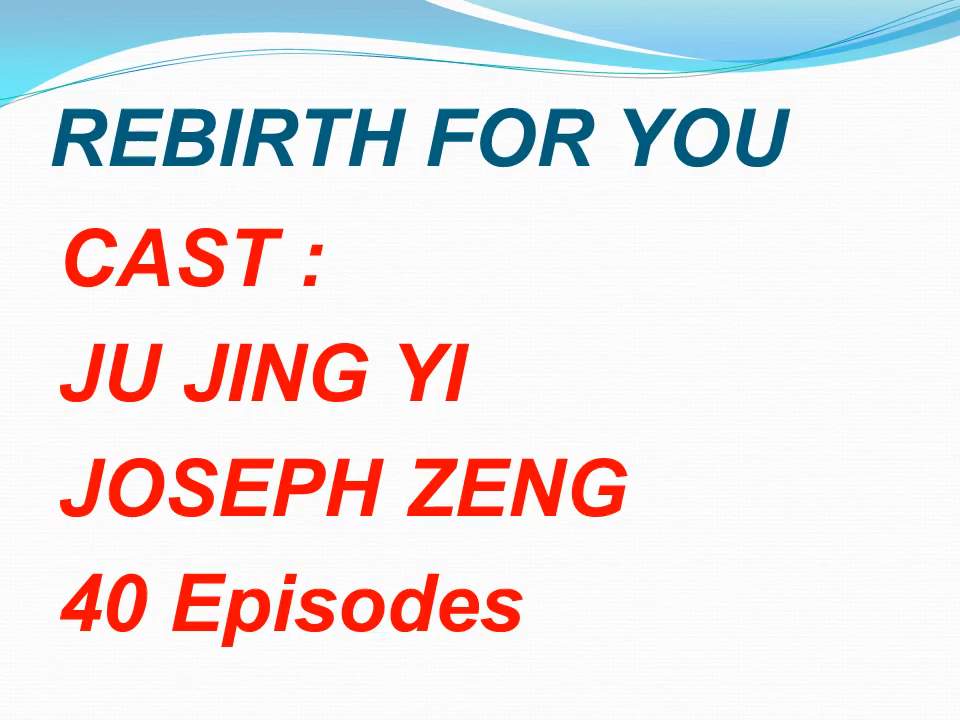 REBIRTH FOR YOU
CAST :
JU JING YI
JOSEPH ZENG
40 Episodes